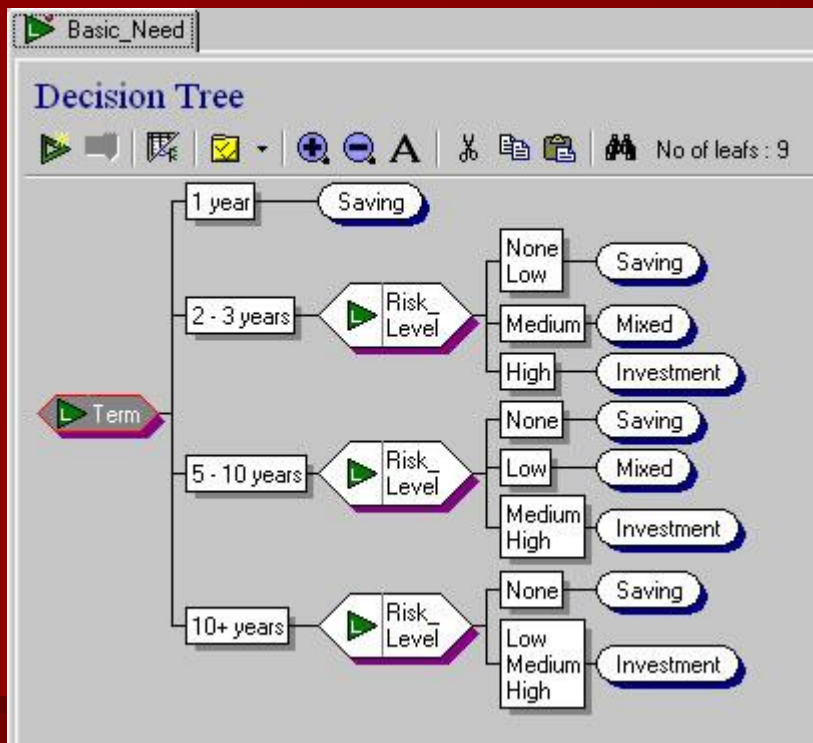 Basic_Need
Decision Tree
A
No of leafs : 9
1 year
Saving
2 - 3 years
L
Risk_
Level
None
Low
Saving
Medium
Mixed
High
Investment
L
Term
5 - 10 years
L
Risk_
Level
None
Saving
Low
Mixed
Medium
High
Investment
10+ years
L
Risk_
Level
None
Saving
Low
Medium
High
Investment